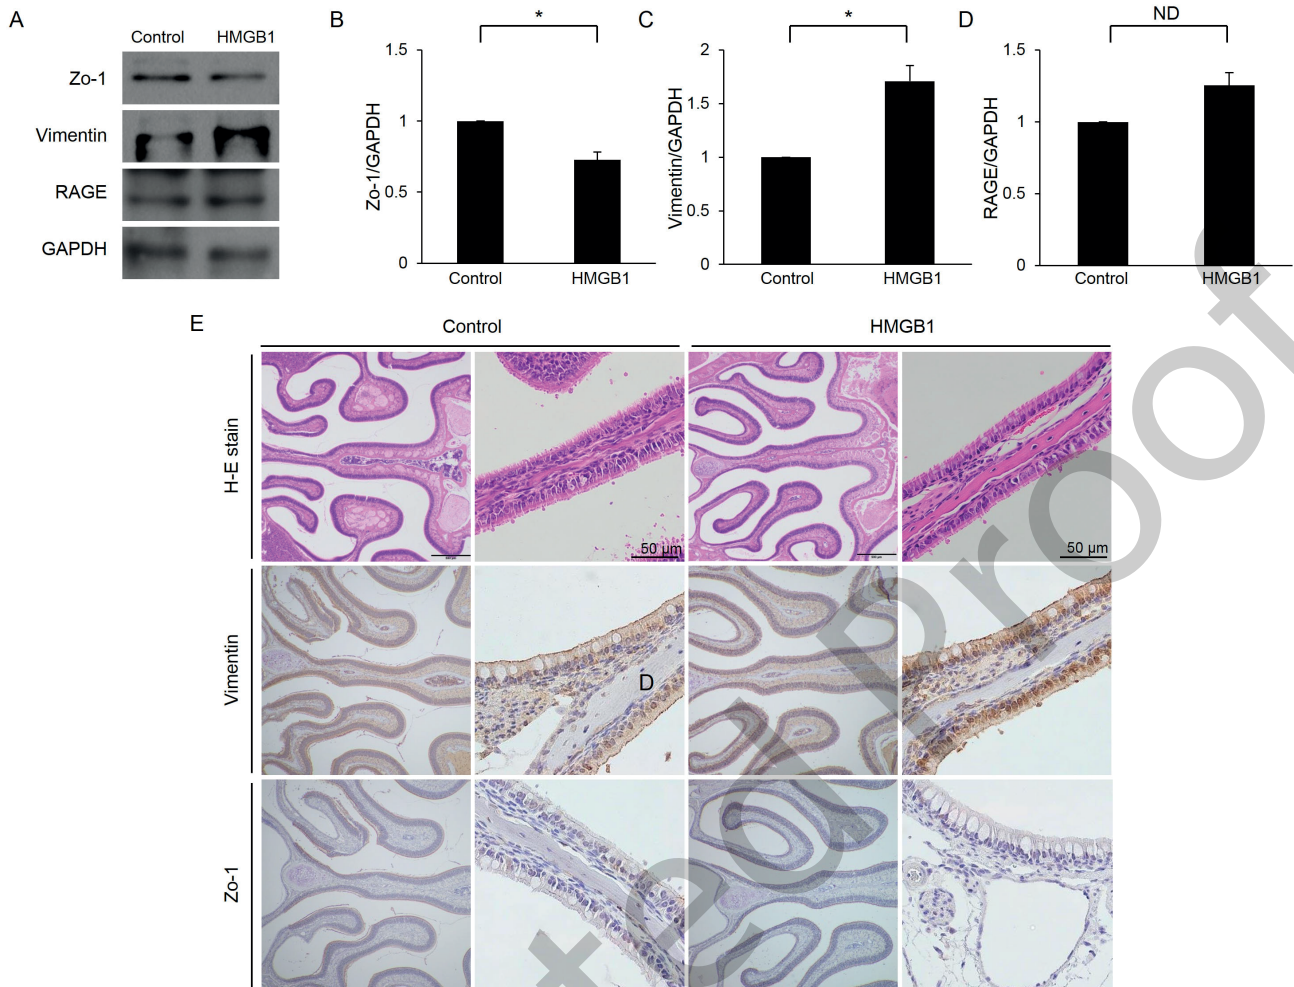 A
Control HMGB1
Zo-1
Vimentin
RAGE
GAPDH
B
*
Zo-1/GAPDH
1.5
1
0.5
0
Control HMGB1
C
*
Vimentin/GAPDH
2
1.5
1
0.5
0
Control HMGB1
D
ND
RAGE/GAPDH
1.5
1
0.5
0
Control HMGB1
E
Control HMGB1
H-E stain
50 μm
50 μm
Vimentin
D
Zo-1
ted Proof